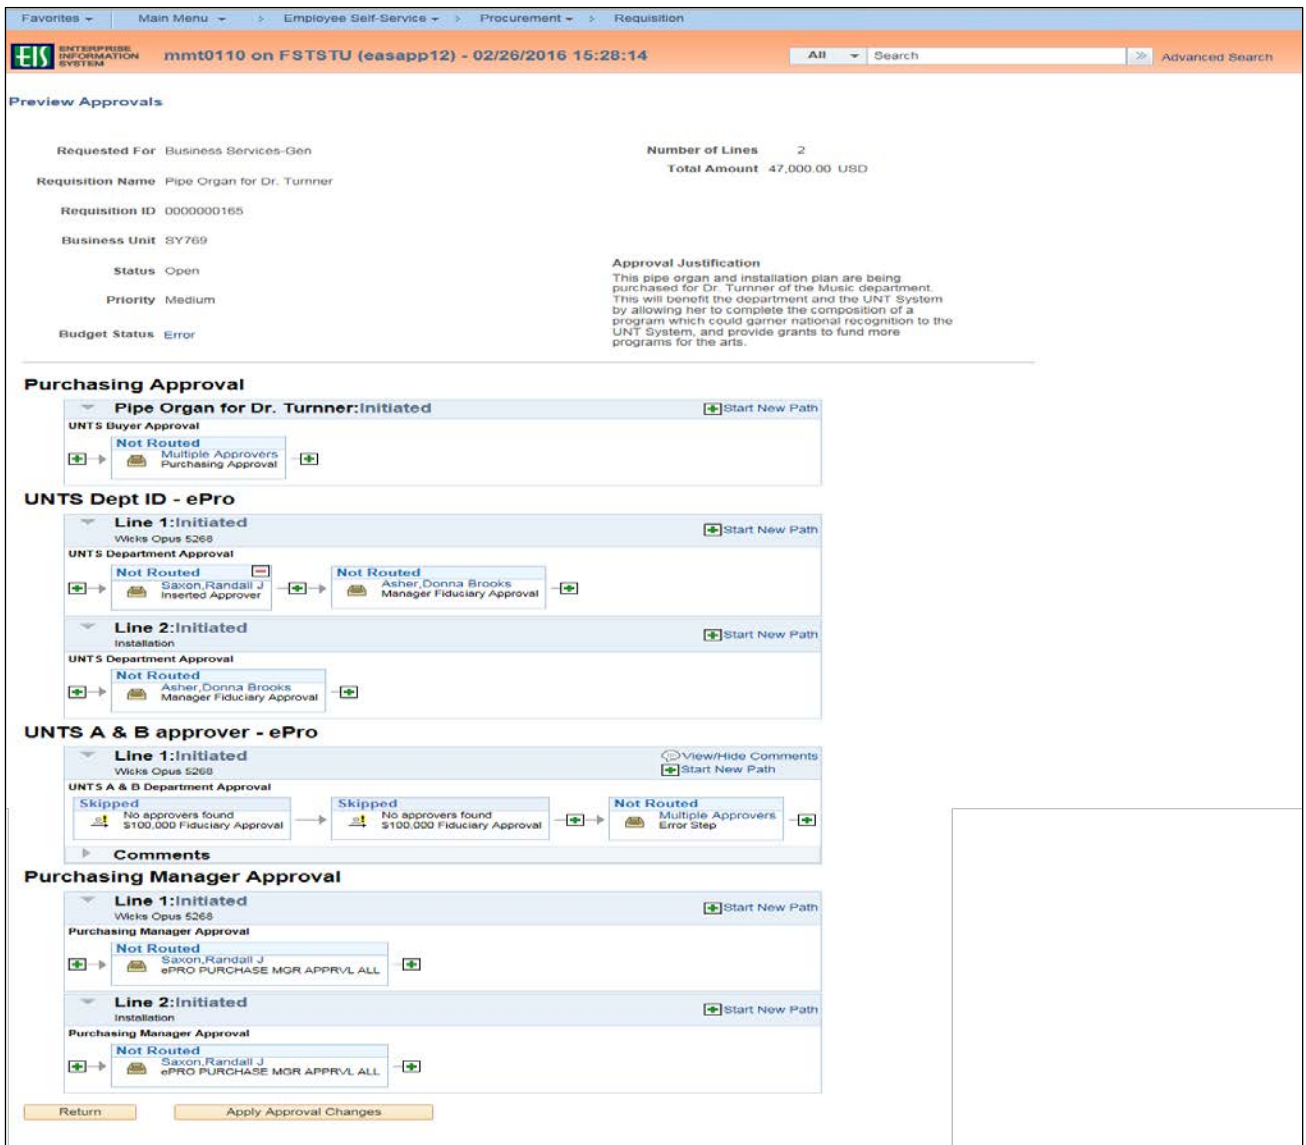 Favorites Main Menu > Employee Self-Service > Procurement > Requisition
EIS ENTERPRISE INFORMATION SYSTEM mmt0110 on FSTSTU (easapp12) - 02/26/2016 15:28:14 All Search » Advanced Search
Preview Approvals
Requested For Business Services-Gen Number of Lines 2
Total Amount 47,000.00 USD
Requisition Name Pipe Organ for Dr. Turnner
Requisition ID 0000000165
Business Unit SY769
Status Open
Priority Medium
Budget Status Error
Approval Justification
This pipe organ and installation plan are being
purchased for Dr. Turnner of the Music department.
This will benefit the department and the UNT System
by allowing her to complete the composition of a
program which could garner national recognition to the
UNT System, and provide grants to fund more
programs for the arts.
Purchasing Approval
Pipe Organ for Dr. Turnner:Initiated Start New Path
UNTS Buyer Approval
Not Routed
Multiple Approvers
Purchasing Approval
UNTS Dept ID - ePro
Line 1:Initiated Start New Path
Wicks Opus 5268
UNTS Department Approval
Not Routed Not Routed
Saxon,Randall J Asher,Donna Brooks
Inserted Approver Manager Fiduciary Approval
Line 2:Initiated Start New Path
Installation
UNTS Department Approval
Not Routed
Asher,Donna Brooks
Manager Fiduciary Approval
UNTS A & B approver - ePro
Line 1:Initiated View/Hide Comments
Wicks Opus 5268 Start New Path
UNTS A & B Department Approval
Skipped Skipped Not Routed
No approvers found No approvers found Multiple Approvers
$100,000 Fiduciary Approval $100,000 Fiduciary Approval Error Step
Comments
Purchasing Manager Approval
Line 1:Initiated Start New Path
Wicks Opus 5268
Purchasing Manager Approval
Not Routed
Saxon,Randall J
ePRO PURCHASE MGR APPRVL ALL
Line 2:Initiated Start New Path
Installation
Purchasing Manager Approval
Not Routed
Saxon,Randall J
ePRO PURCHASE MGR APPRVL ALL
Return Apply Approval Changes